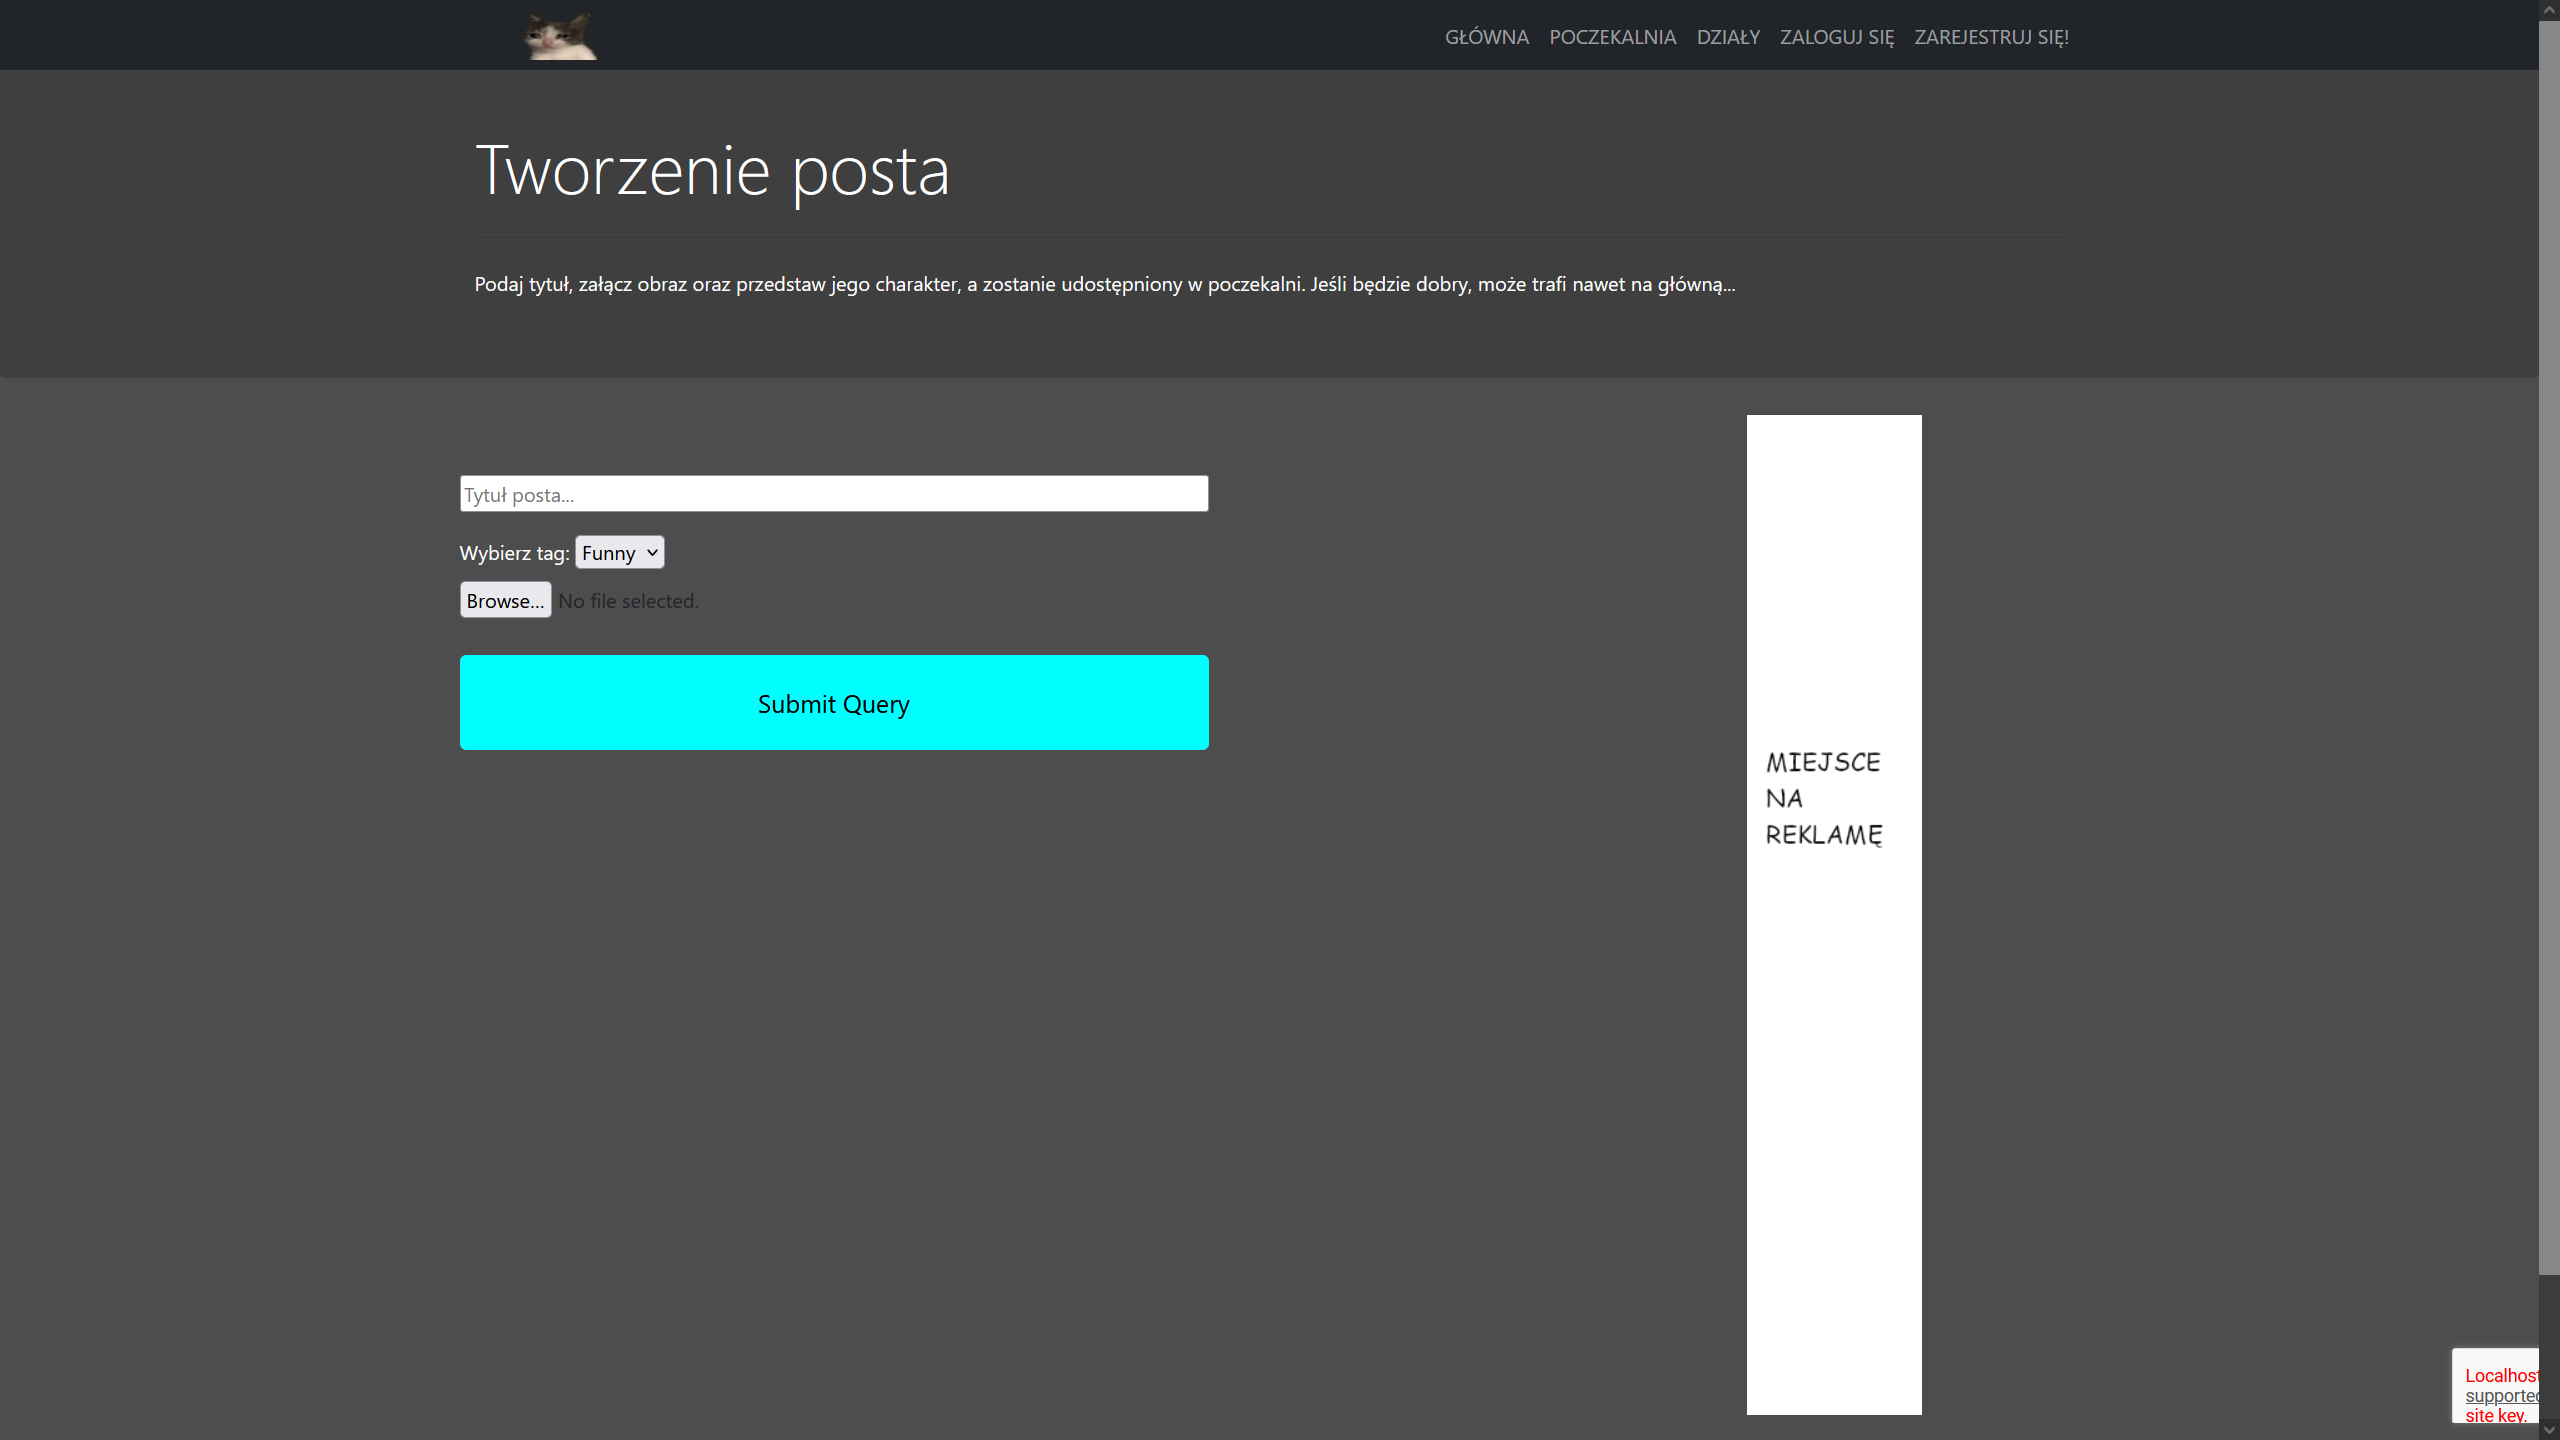 GŁÓWNA POCZEKALNIA DZIAŁY ZALOGUJ SIĘ ZAREJESTRUJ SIĘ!
Tworzenie posta
Podaj tytuł, załącz obraz oraz przedstaw jego charakter, a zostanie udostępniony w poczekalni. Jeśli będzie dobry, może trafi nawet na główną...
Tytuł posta...
Wybierz tag: Funny
Browse... No file selected.
Submit Query
MIEJSCE
NA
REKLAMĘ
Localhost
supported
site key.